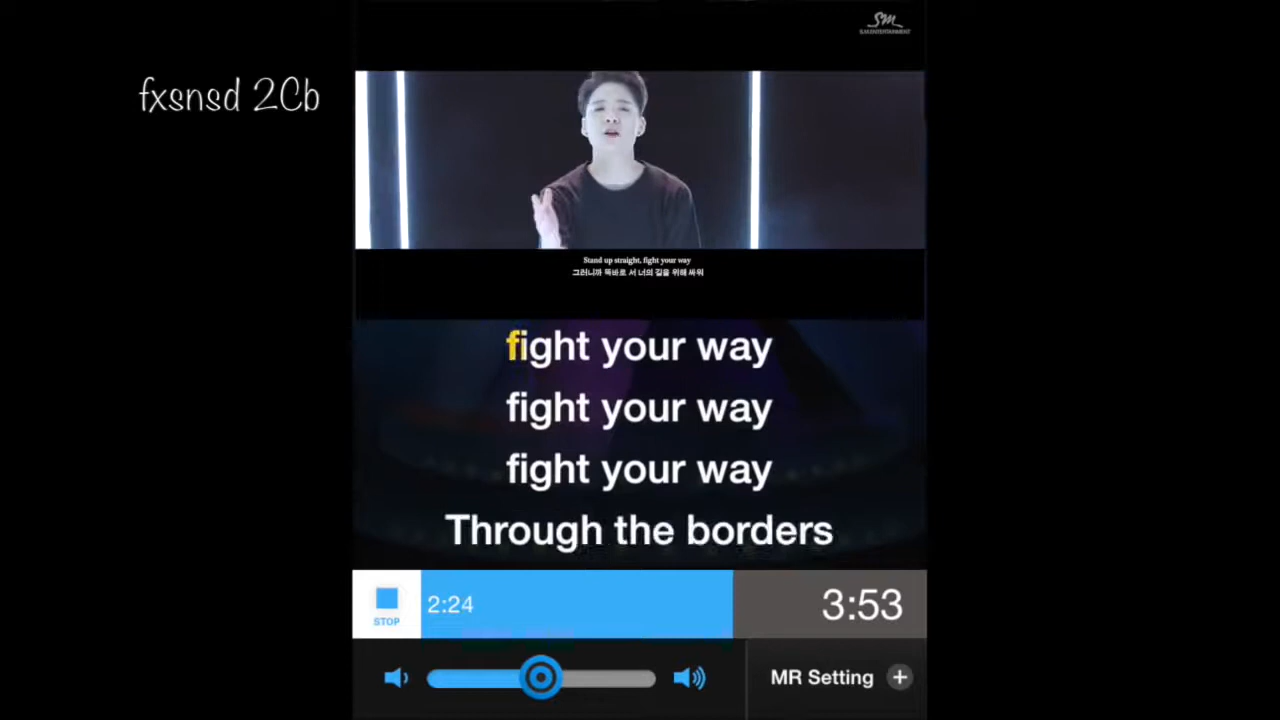 SM
S.M.ENTERTAINMENT
fxsnsd 2Cb
Stand up straight, fight your way
그러니까 똑바로 서 너의 길을 위해 싸워
fight your way
fight your way
fight your way
Through the borders
STOP
2:24
3:53
MR Setting